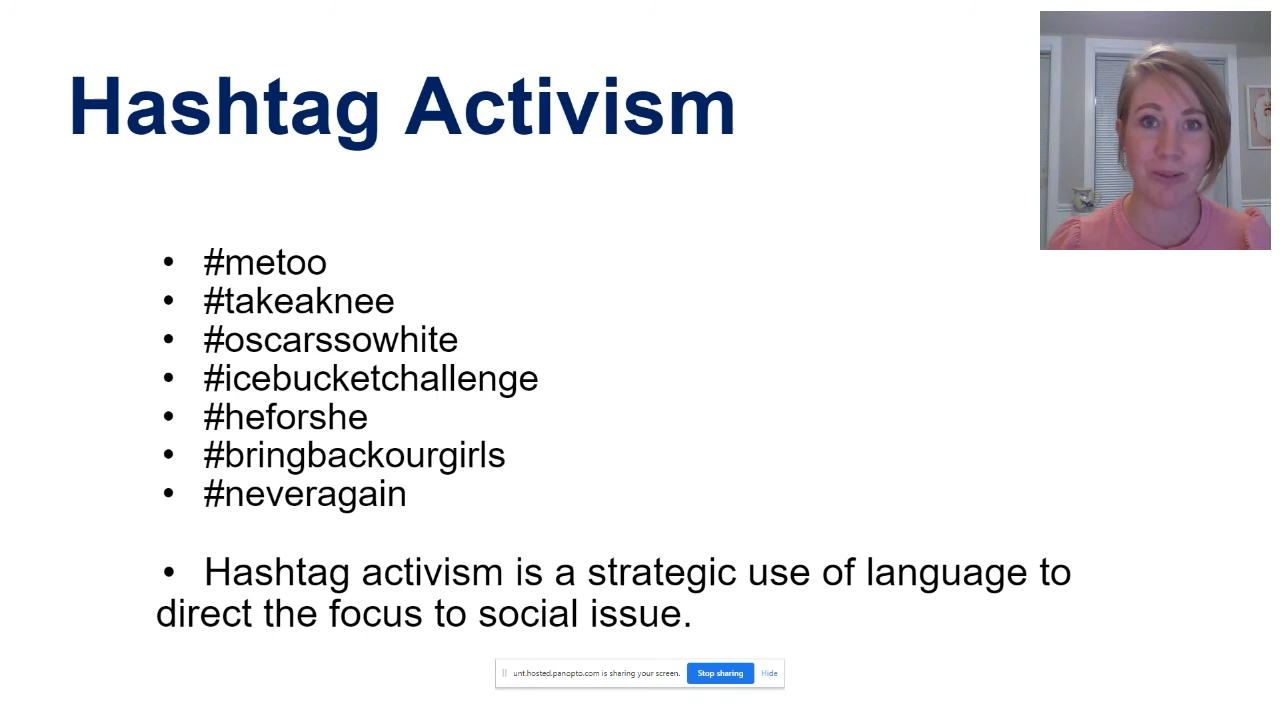 Hashtag Activism
• #metoo
• #takeaknee
• #oscarssowhite
• #icebucketchallenge
• #heforshe
• #bringbackourgirls
• #neveragain
• Hashtag activism is a strategic use of language to
direct the focus to social issue.
unt.hosted.panopto.com is sharing your screen. Stop sharing Hide